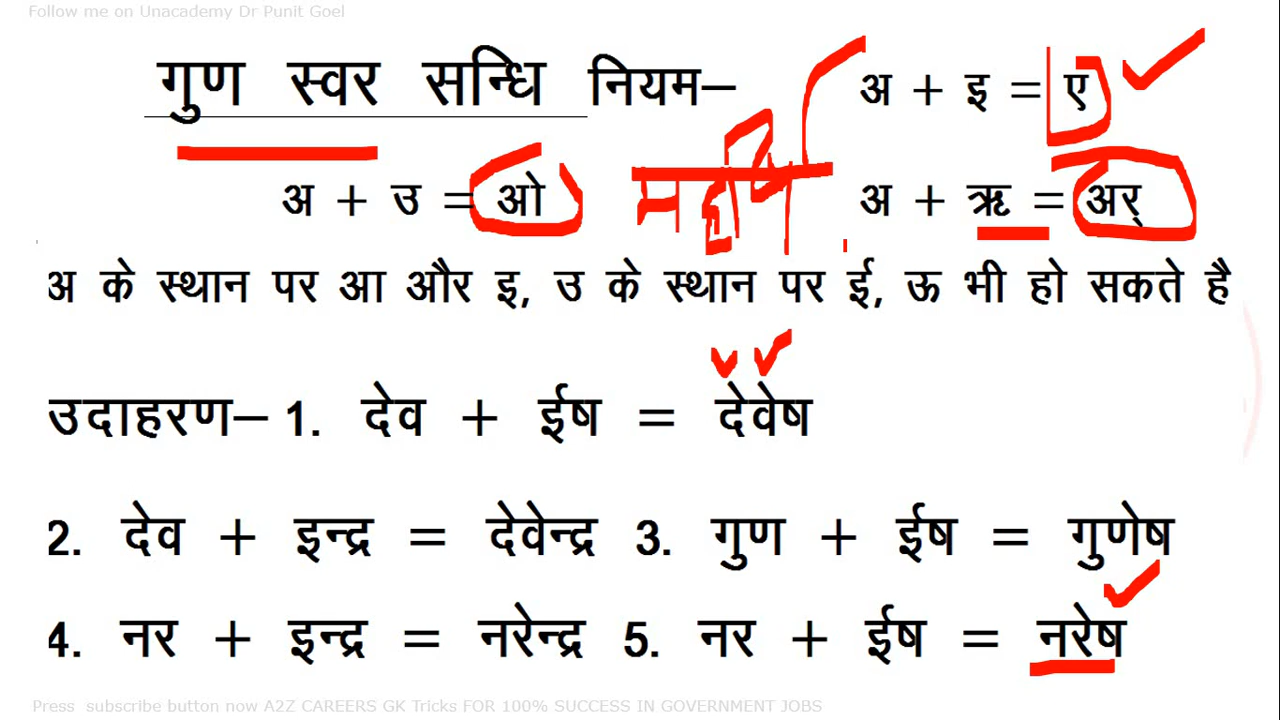 Follow me on Unacademy Dr Punit Goel
गुण स्वर सन्धि नियम– अ + इ = ए
अ + उ = ओ महर्षि अ + ऋ = अर्
अ के स्थान पर आ और इ, उ के स्थान पर ई, ऊ भी हो सकते है
उदाहरण– 1. देव + ईष = देवेष
2. देव + इन्द्र = देवेन्द्र 3. गुण + ईष = गुणेष
4. नर + इन्द्र = नरेन्द्र 5. नर + ईष = नरेष
Press subscribe button now A2Z CAREERS GK Tricks FOR 100% SUCCESS IN GOVERNMENT JOBS